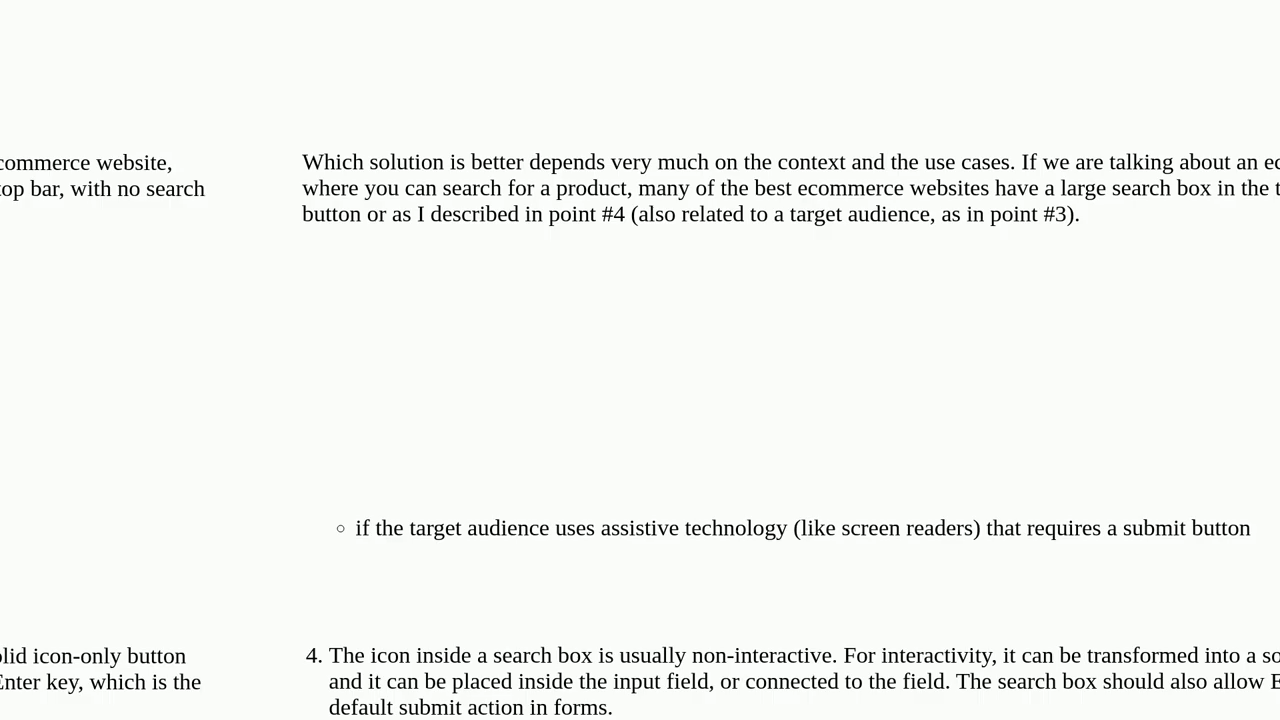 commerce website,
top bar, with no search
Which solution is better depends very much on the context and the use cases. If we are talking about an ec
where you can search for a product, many of the best ecommerce websites have a large search box in the t
button or as I described in point #4 (also related to a target audience, as in point #3).
◦ if the target audience uses assistive technology (like screen readers) that requires a submit button
olid icon-only button
Enter key, which is the
4. The icon inside a search box is usually non-interactive. For interactivity, it can be transformed into a so
and it can be placed inside the input field, or connected to the field. The search box should also allow E
default submit action in forms.